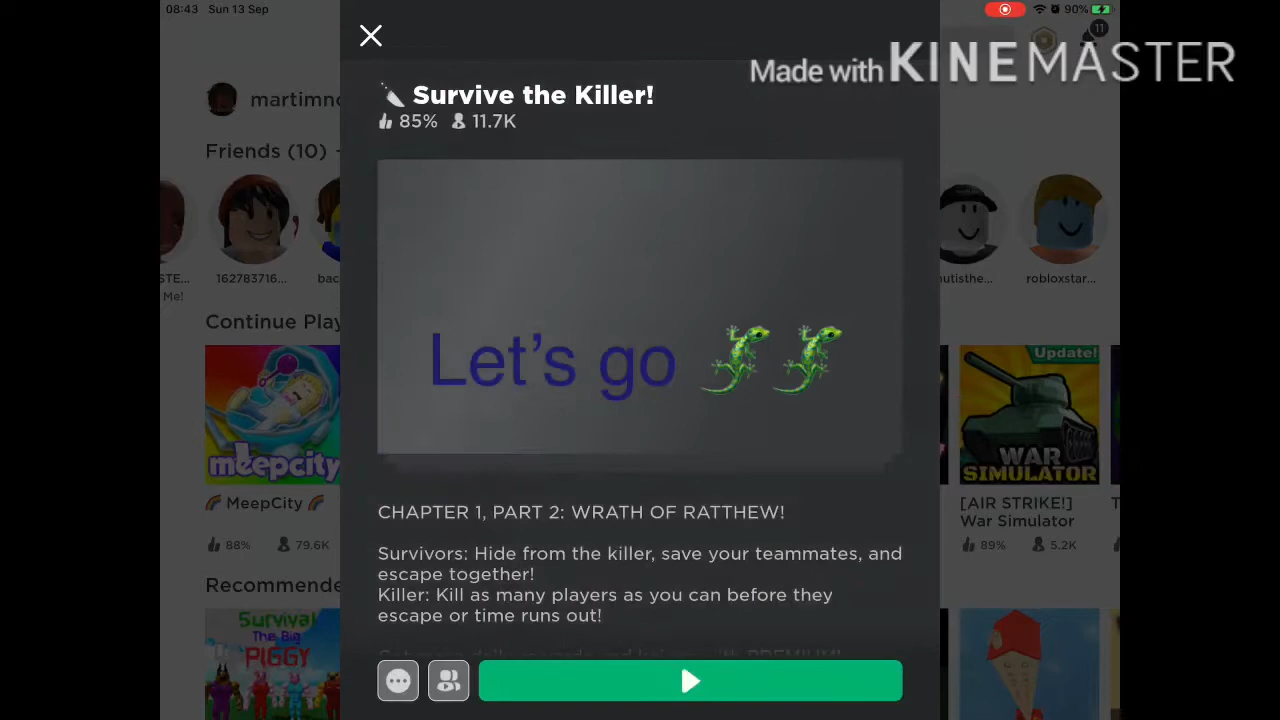 08:43 Sun 13 Sep
90%
11
Made with KINEMASTER
🔪 Survive the Killer!
85% 11.7K
martimn
Friends (10)
STE... 162783716... bac utisthe... robloxstar...
Me!
Continue Play
Let's go 🦎🦎
meepcity
Update!
WAR
SIMULATOR
🌈 MeepCity 🌈
[AIR STRIKE!]
War Simulator
88% 79.6K
89% 5.2K
CHAPTER 1, PART 2: WRATH OF RATTHEW!
Survivors: Hide from the killer, save your teammates, and
escape together!
Killer: Kill as many players as you can before they
escape or time runs out!
Recommende
Survival
The Big
PIGGY